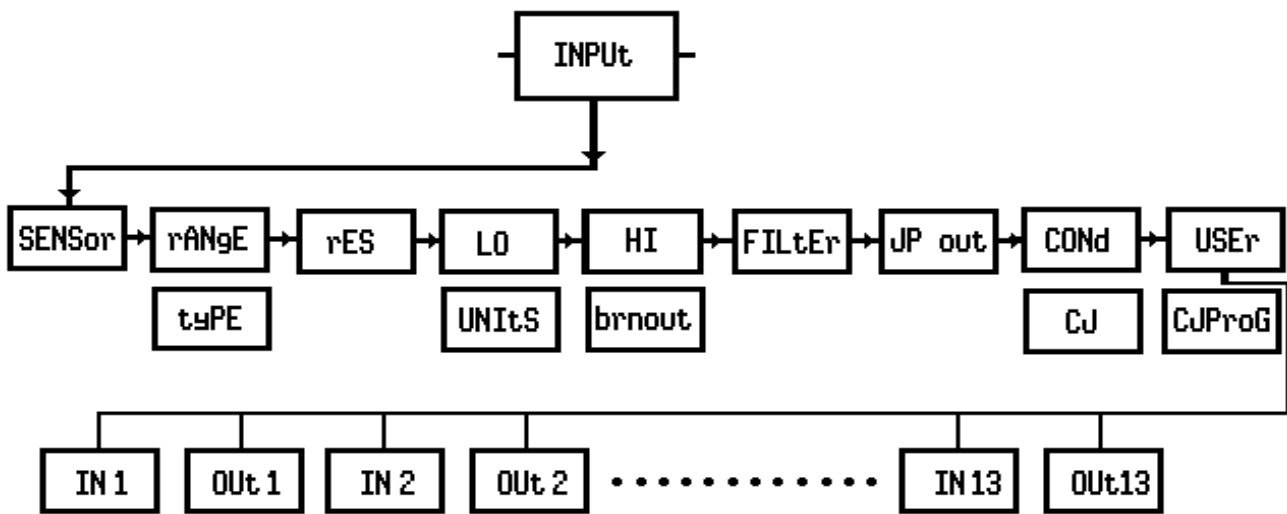 INPUt
SENSor rANgE rES LO HI FILtEr JP out CONd USEr
tyPE UNItS brnout CJ CJProG
IN 1 OUt 1 IN 2 OUt 2 IN 13 OUt13